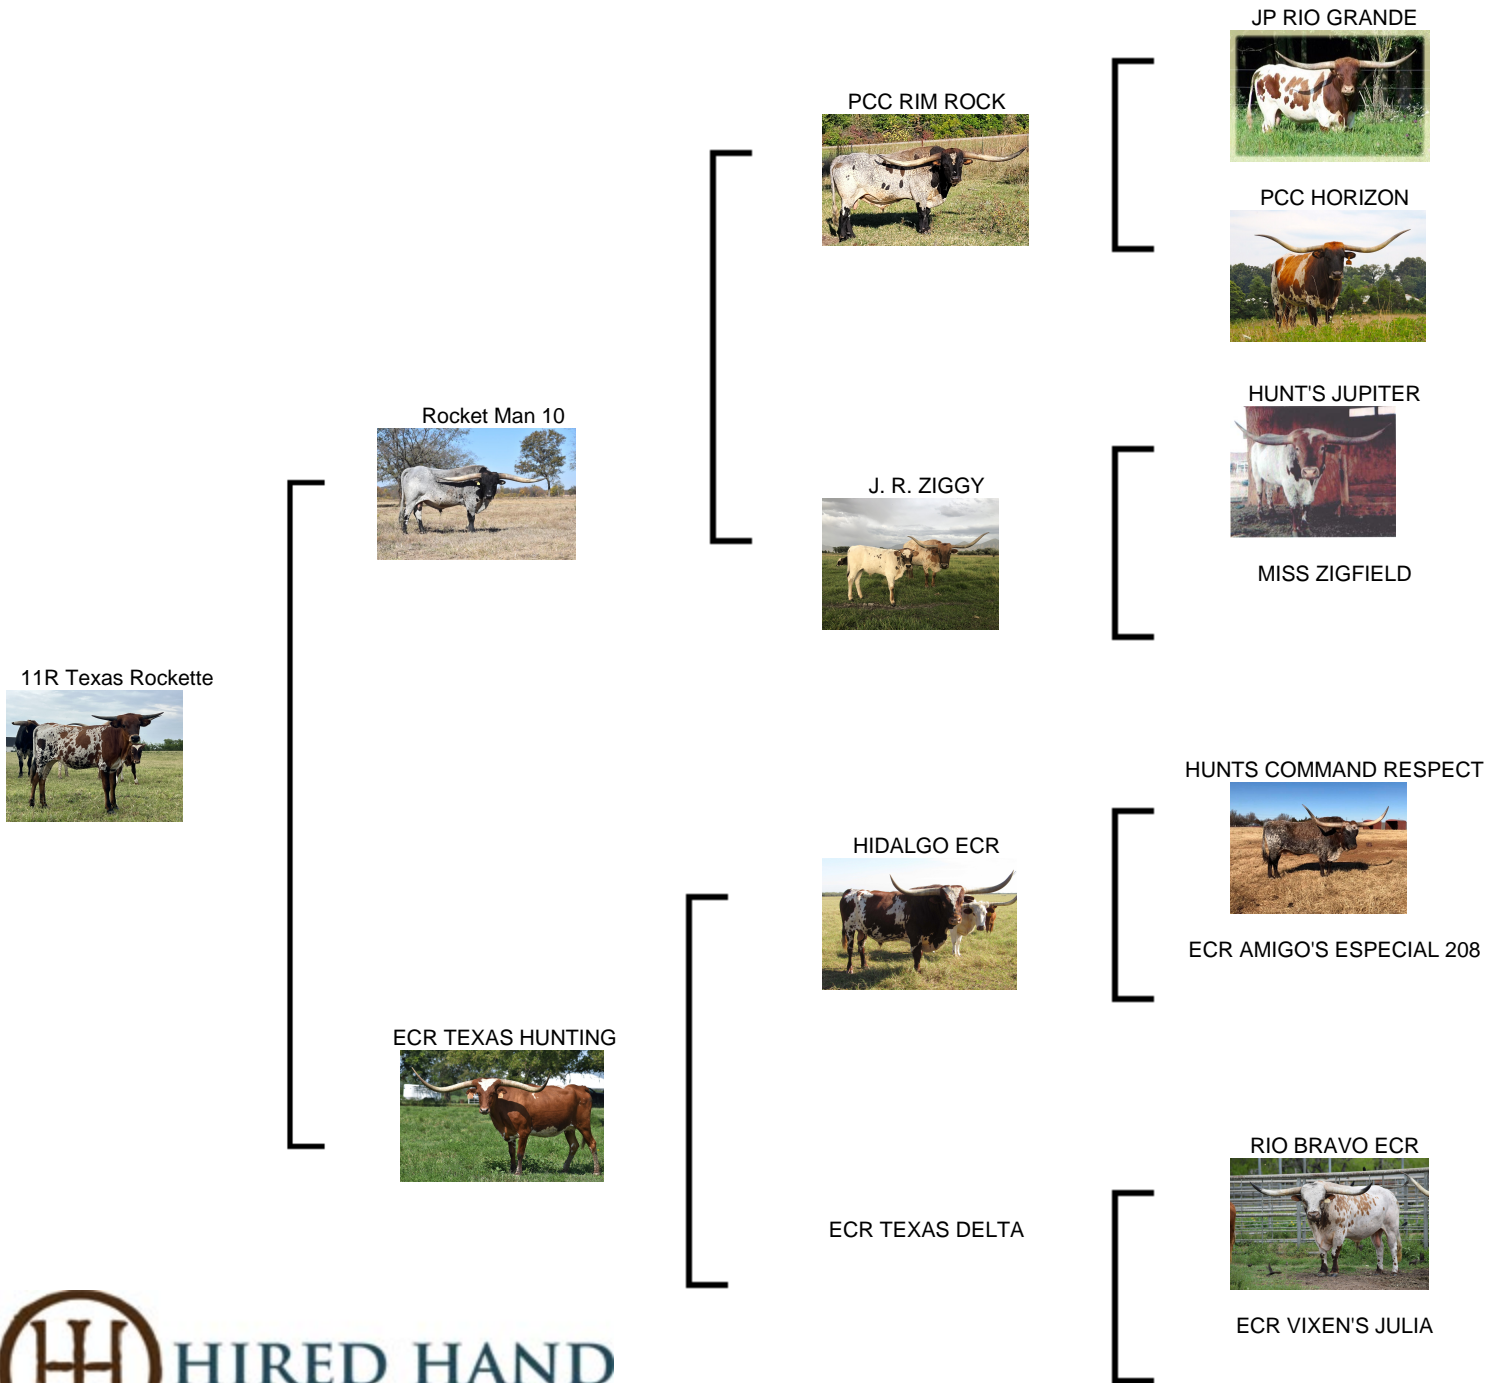 JP RIO GRANDE
PCC RIM ROCK
PCC HORIZON
HUNT'S JUPITER
Rocket Man 10
J. R. ZIGGY
MISS ZIGFIELD
11R Texas Rockette
HUNTS COMMAND RESPECT
HIDALGO ECR
ECR AMIGO'S ESPECIAL 208
ECR TEXAS HUNTING
RIO BRAVO ECR
ECR TEXAS DELTA
ECR VIXEN'S JULIA
HIRED HAND